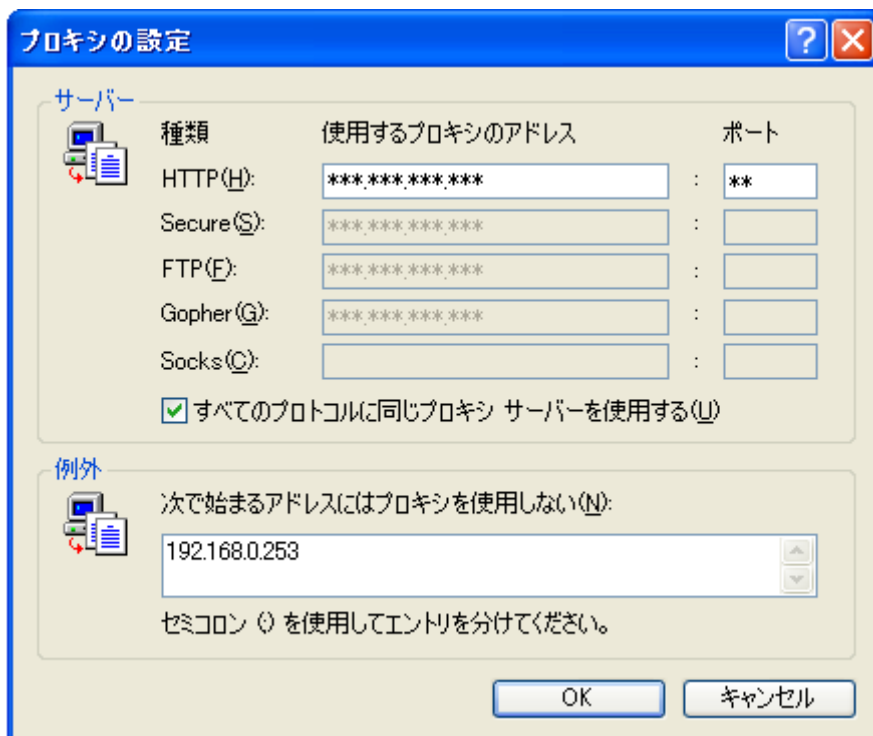 プロキシの設定
サーバー
種類 使用するプロキシのアドレス ポート
HTTP(H): ***.***.***.*** : **
Secure(S): ***.***.***.*** :
FTP(F): ***.***.***.*** :
Gopher(G): ***.***.***.*** :
Socks(C): :
すべてのプロトコルに同じプロキシ サーバーを使用する(U)
例外
次で始まるアドレスにはプロキシを使用しない(N):
192.168.0.253
セミコロン (;) を使用してエントリを分けてください。
OK キャンセル